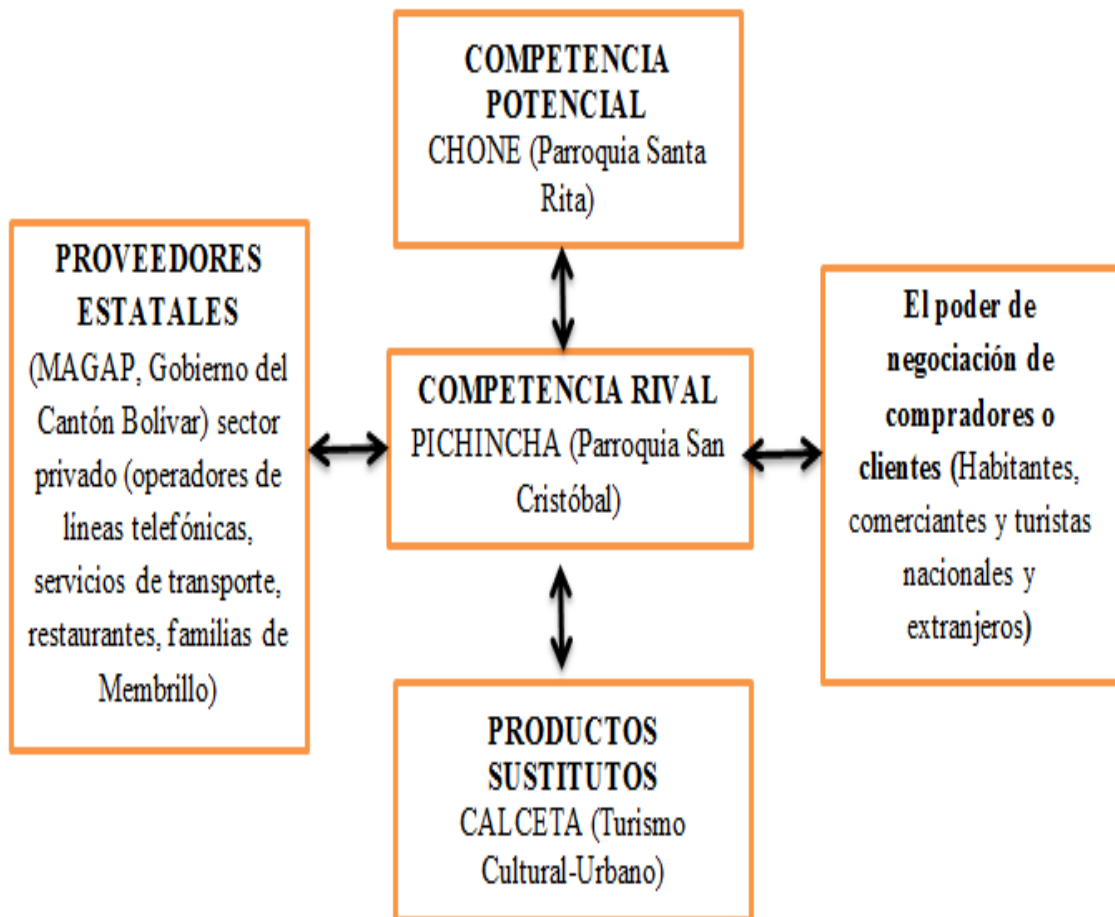 COMPETENCIA
POTENCIAL
CHONE (Parroquia Santa
Rita)
PROVEEDORES
ESTATALES
(MAGAP, Gobierno del
Cantón Bolívar) sector
privado (operadores de
líneas telefónicas,
servicios de transporte,
restaurantes, familias de
Membrillo)
COMPETENCIA RIVAL
PICHINCHA (Parroquia San
Cristóbal)
El poder de
negociación de
compradores o
clientes (Habitantes,
comerciantes y turistas
nacionales y
extranjeros)
PRODUCTOS
SUSTITUTOS
CALCETA (Turismo
Cultural-Urbano)